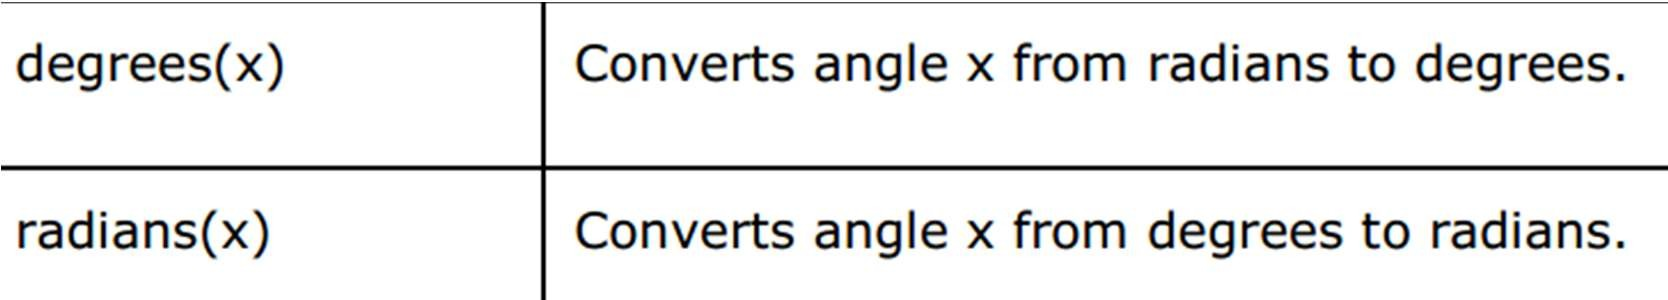 degrees(x)
Converts angle x from radians to degrees.
radians(x)
Converts angle x from degrees to radians.